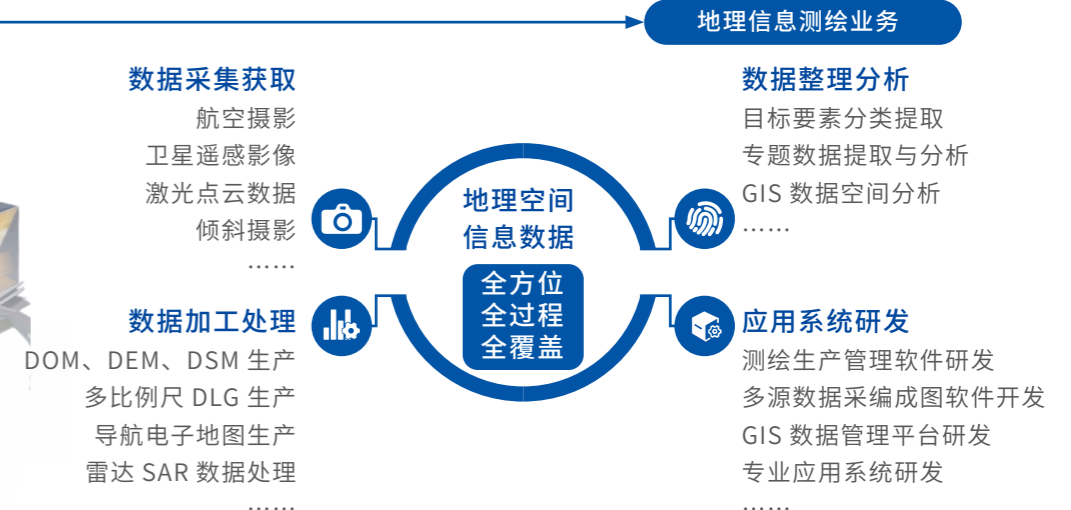 地理信息测绘业务
数据采集获取
航空摄影
卫星遥感影像
激光点云数据
倾斜摄影
……
数据加工处理
DOM、DEM、DSM 生产
多比例尺 DLG 生产
导航电子地图生产
雷达 SAR 数据处理
……
地理空间
信息数据
全方位
全过程
全覆盖
数据整理分析
目标要素分类提取
专题数据提取与分析
GIS 数据空间分析
……
应用系统研发
测绘生产管理软件研发
多源数据采编成图软件开发
GIS 数据管理平台研发
专业应用系统研发
……